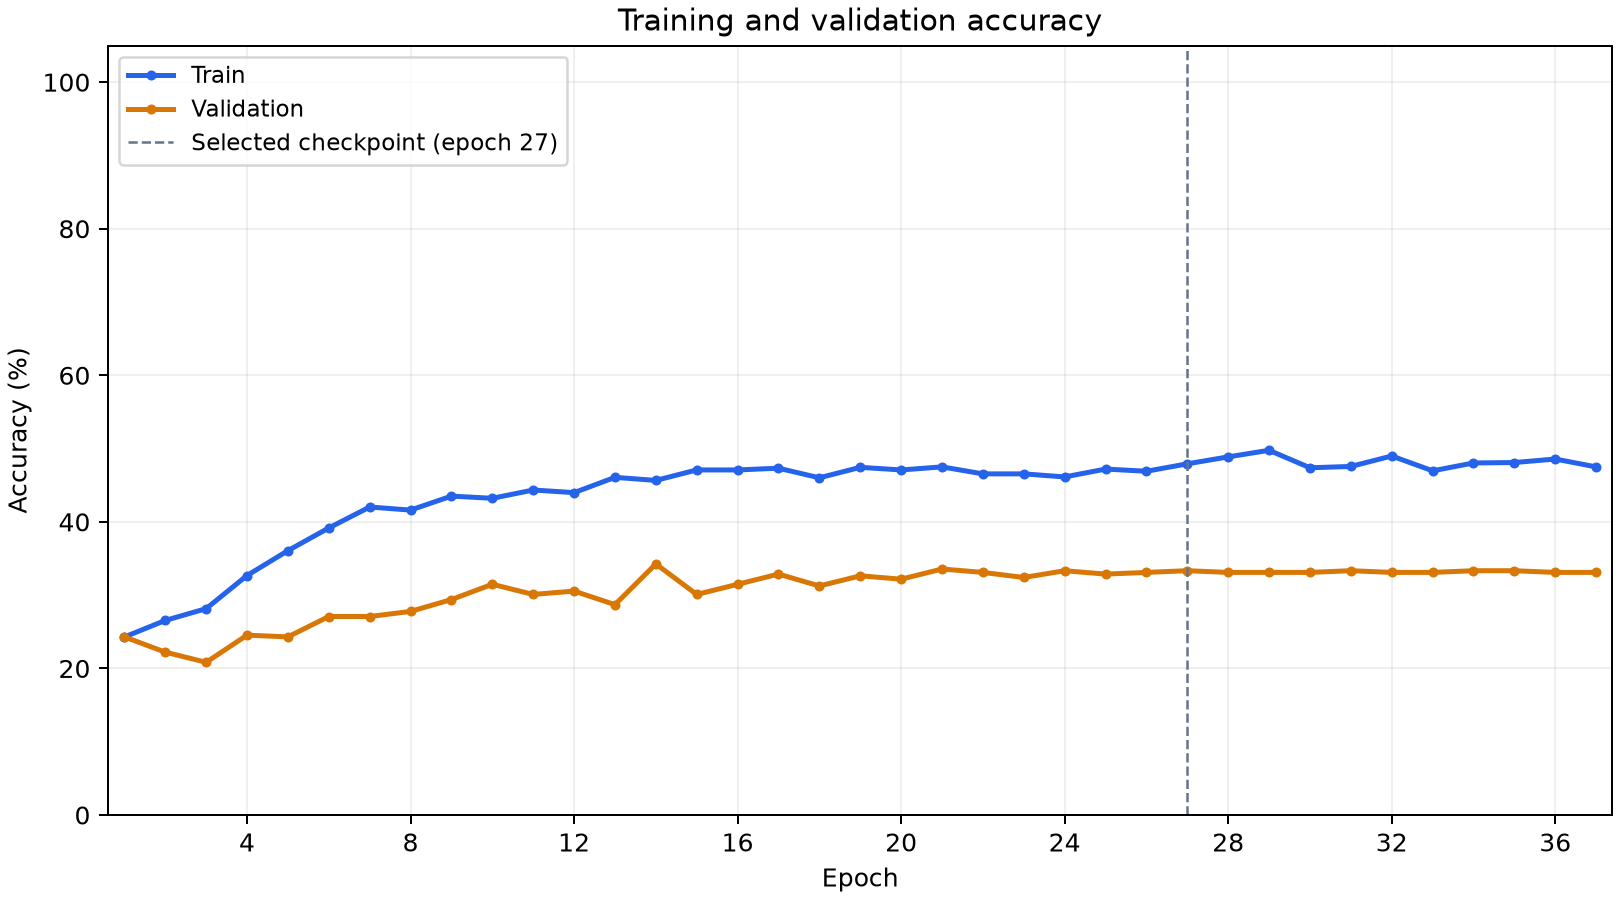 Training and validation accuracy
Train
Validation
Selected checkpoint (epoch 27)
100
80
60
40
20
0
Accuracy (%)
4 8 12 16 20 24 28 32 36
Epoch